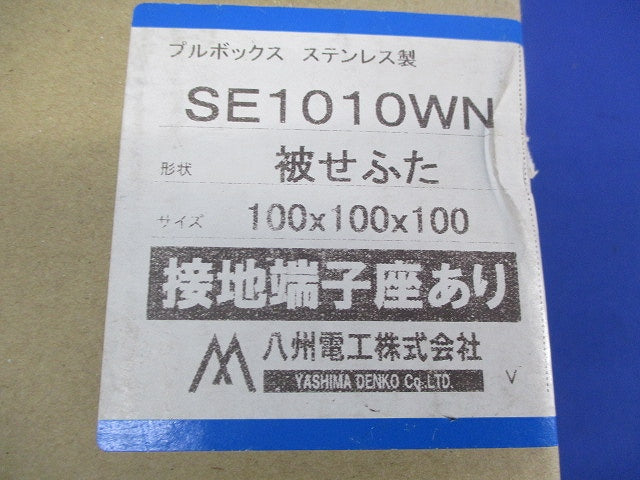 プルボックス ステンレス製
SE1010WN
形状 被せふた
サイズ 100x100x100
接地端子座あり
八州電工株式会社
YASHIMA DENKO Co.LTD.
V